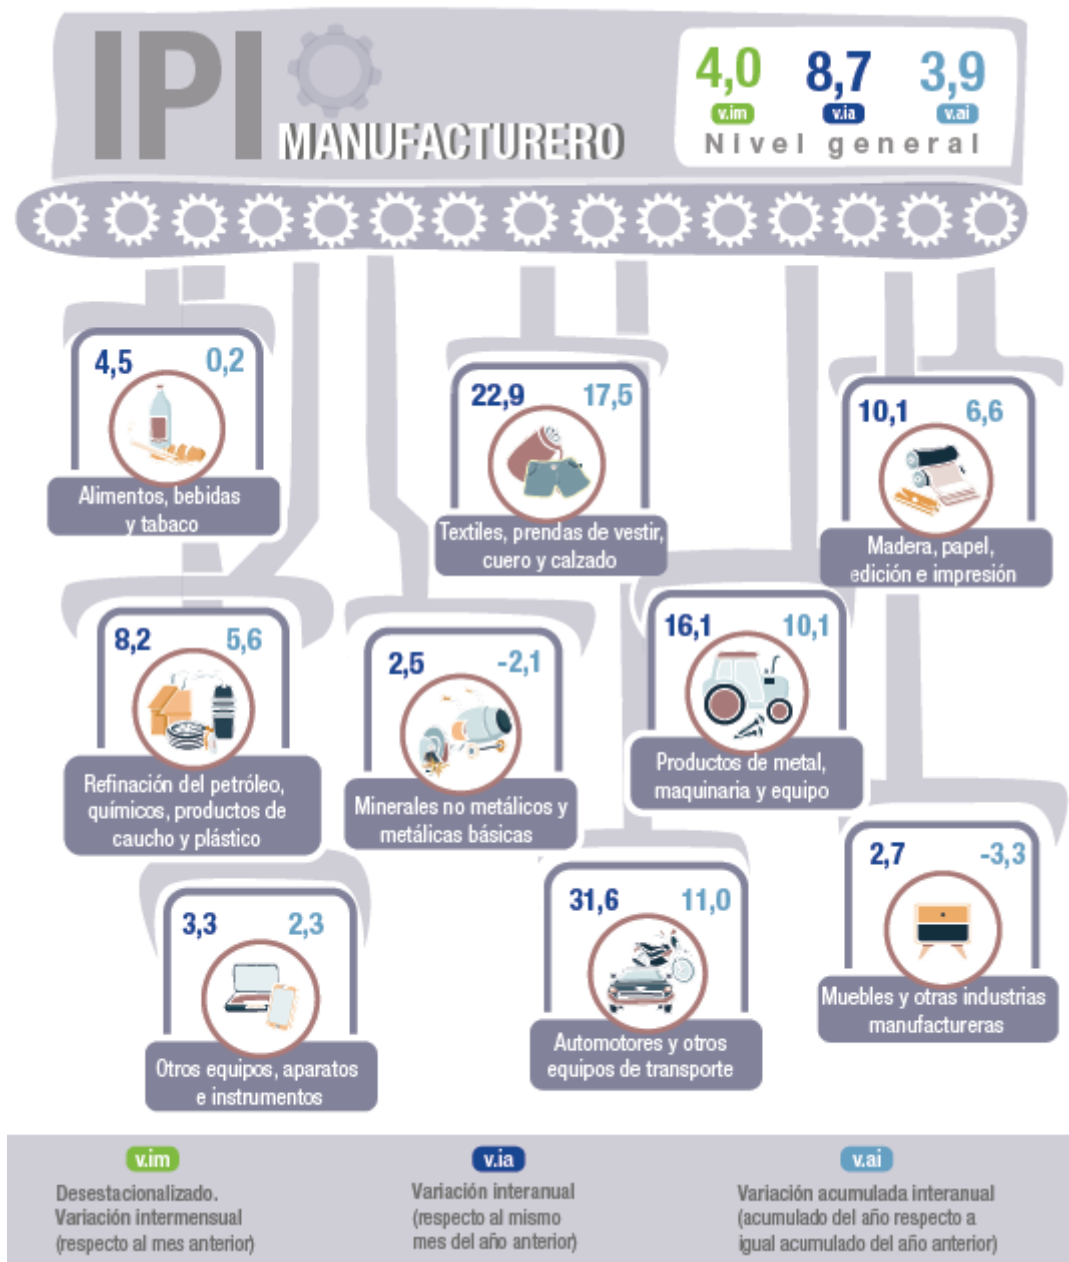 IPI
MANUFACTURERO
4,0 8,7 3,9
v.im v.ia v.ai
Nivel general
4,5 0,2
Alimentos, bebidas
y tabaco
22,9 17,5
Textiles, prendas de vestir,
cuero y calzado
10,1 6,6
Madera, papel,
edición e impresión
8,2 5,6
Refinación del petróleo,
químicos, productos de
caucho y plástico
2,5 -2,1
Minerales no metálicos y
metálicas básicas
16,1 10,1
Productos de metal,
maquinaria y equipo
3,3 2,3
Otros equipos, aparatos
e instrumentos
31,6 11,0
Automotores y otros
equipos de transporte
2,7 -3,3
Muebles y otras industrias
manufactureras
v.im
Desestacionalizado.
Variación intermensual
(respecto al mes anterior)
v.ia
Variación interanual
(respecto al mismo
mes del año anterior)
v.ai
Variación acumulada interanual
(acumulado del año respecto a
igual acumulado del año anterior)